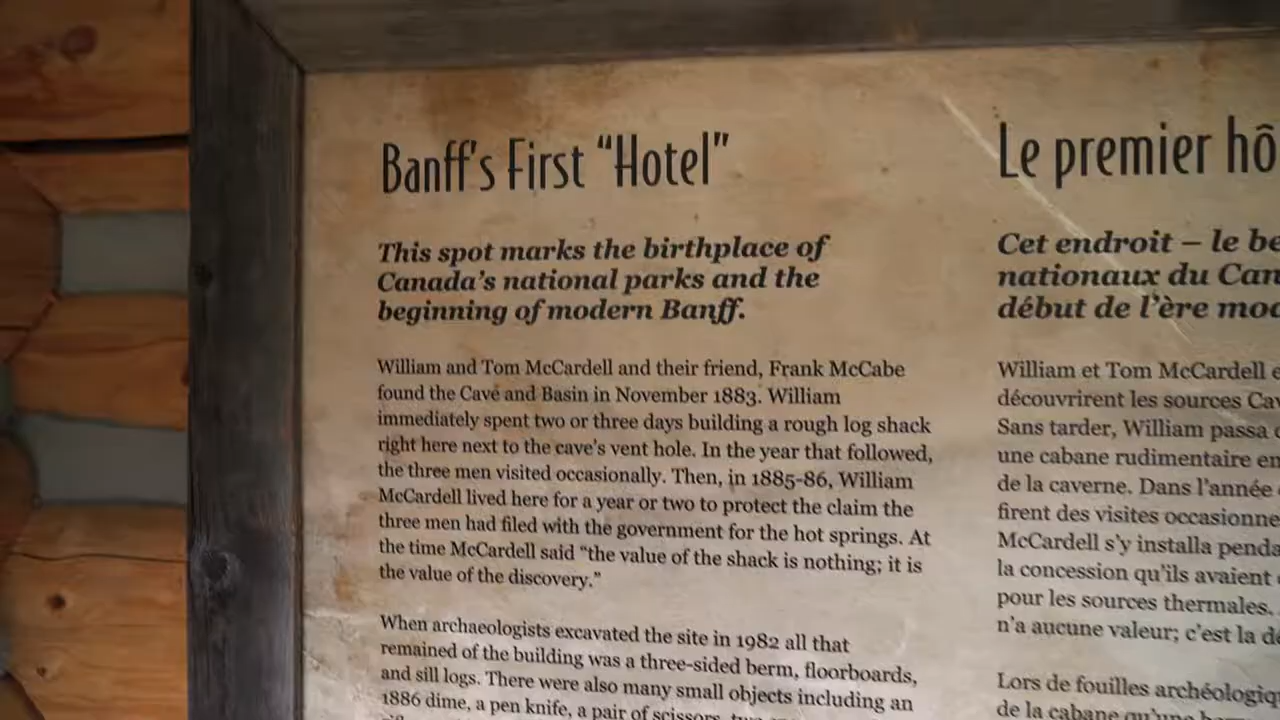 Banff's First “Hotel”
This spot marks the birthplace of
Canada's national parks and the
beginning of modern Banff.
William and Tom McCardell and their friend, Frank McCabe
found the Cave and Basin in November 1883. William
immediately spent two or three days building a rough log shack
right here next to the cave's vent hole. In the year that followed,
the three men visited occasionally. Then, in 1885-86, William
McCardell lived here for a year or two to protect the claim the
three men had filed with the government for the hot springs. At
the time McCardell said “the value of the shack is nothing; it is
the value of the discovery.”
When archaeologists excavated the site in 1982 all that
remained of the building was a three-sided berm, floorboards,
and sill logs. There were also many small objects including an
1886 dime, a pen knife, a pair of scissors, two
Le premier
Cet endroit – le
nationaux du
début de l'ère
William et Tom McCardell
découvrirent les sources
Sans tarder, William passa
une cabane rudimentaire
de la caverne. Dans l'année
firent des visites
McCardell s'y installa
la concession qu'ils avaient
pour les sources thermales.
n'a aucune valeur; c'est la
Lors de fouilles
de la cabane qu'une